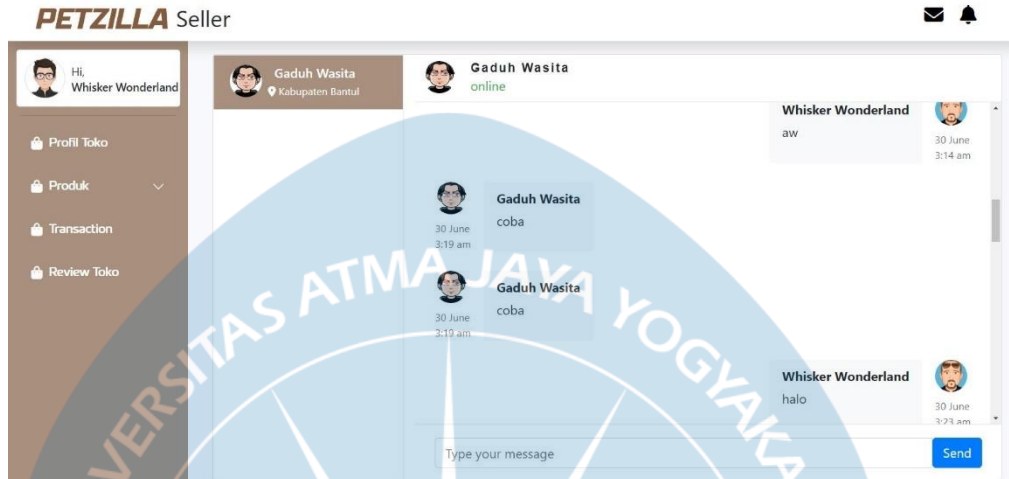 PETZILLA Seller
Hi,
Whisker Wonderland
Profil Toko
Produk
Transaction
Review Toko
Gaduh Wasita
Kabupaten Bantul
Gaduh Wasita
online
Whisker Wonderland
aw
30 June
3:14 am
Gaduh Wasita
coba
30 June
3:19 am
Gaduh Wasita
coba
30 June
3:19 am
Whisker Wonderland
halo
30 June
3:23 am
Type your message
Send
ERSITAS ATMA JAYA YOGYAKA